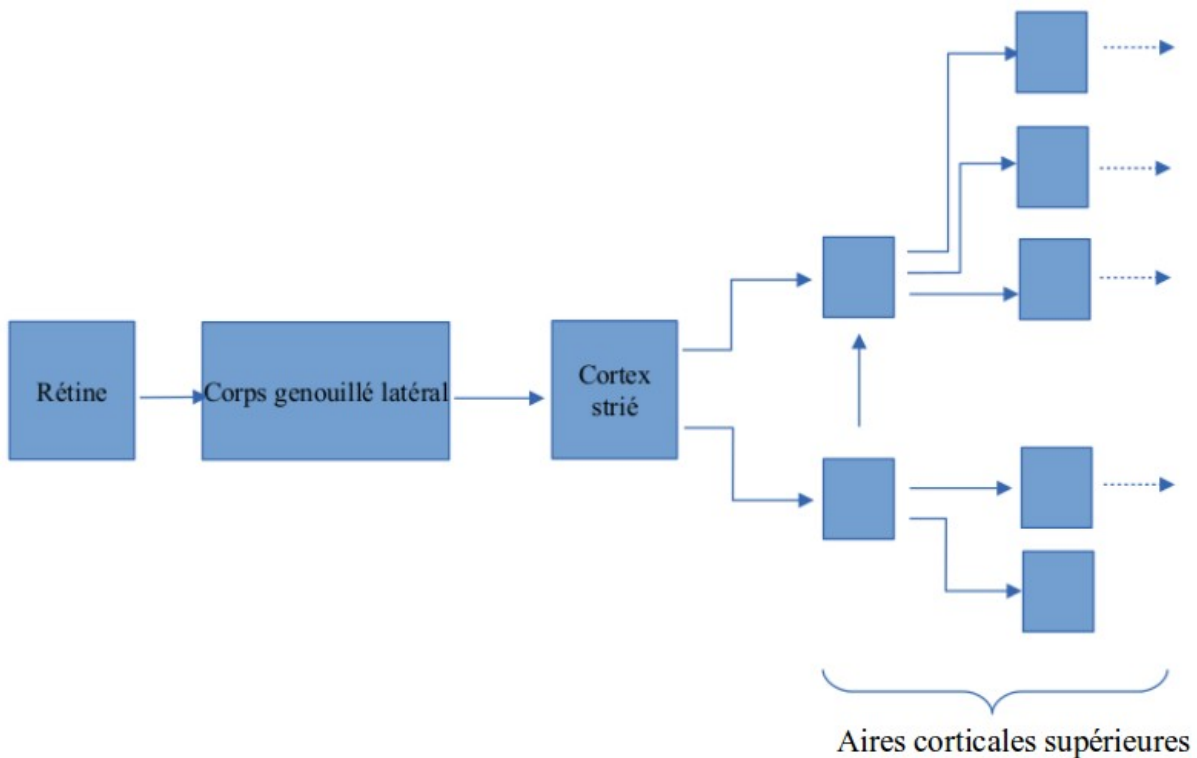 Rétine
Corps genouillé latéral
Cortex
strié
Aires corticales supérieures